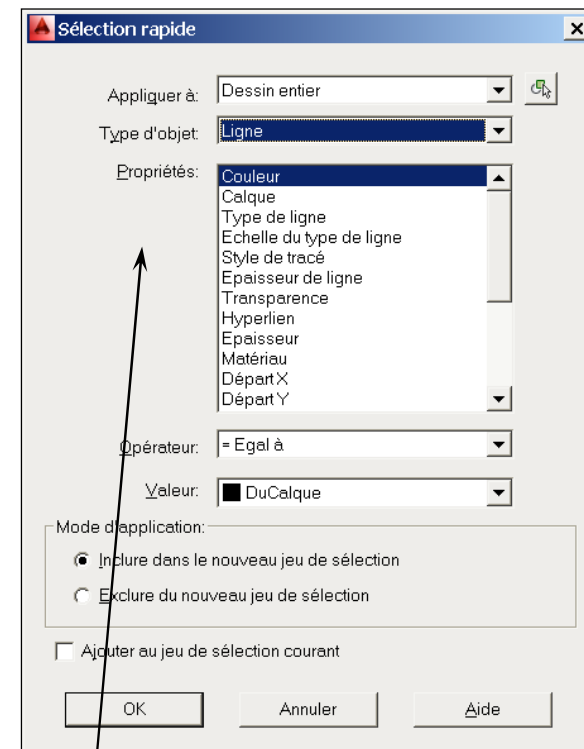 Sélection rapide
Appliquer à: Dessin entier
Type d'objet: Ligne
Propriétés: Couleur
Calque
Type de ligne
Echelle du type de ligne
Style de tracé
Epaisseur de ligne
Transparence
Hyperlien
Epaisseur
Matériau
Départ X
Départ Y
Opérateur: = Egal à
Valeur: DuCalque
Mode d'application:
Inclure dans le nouveau jeu de sélection
Exclure du nouveau jeu de sélection
Ajouter au jeu de sélection courant
OK Annuler Aide